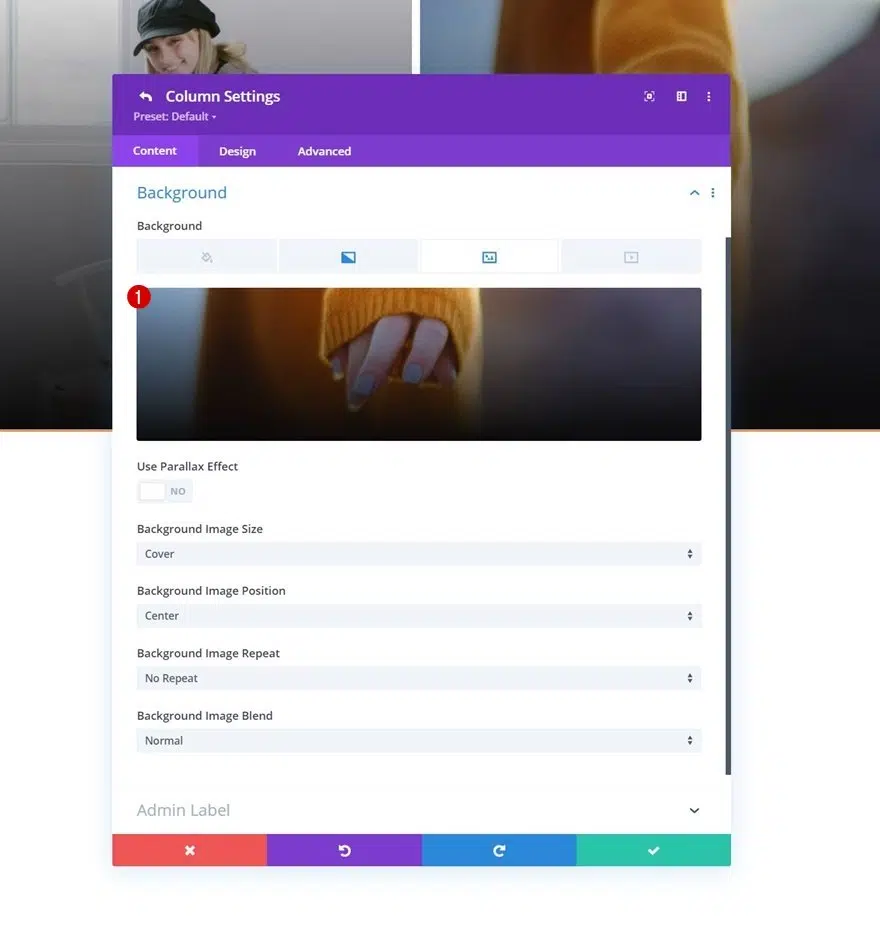 Column Settings
Preset: Default
Content Design Advanced
Background
Background
1
Use Parallax Effect
NO
Background Image Size
Cover
Background Image Position
Center
Background Image Repeat
No Repeat
Background Image Blend
Normal
Admin Label